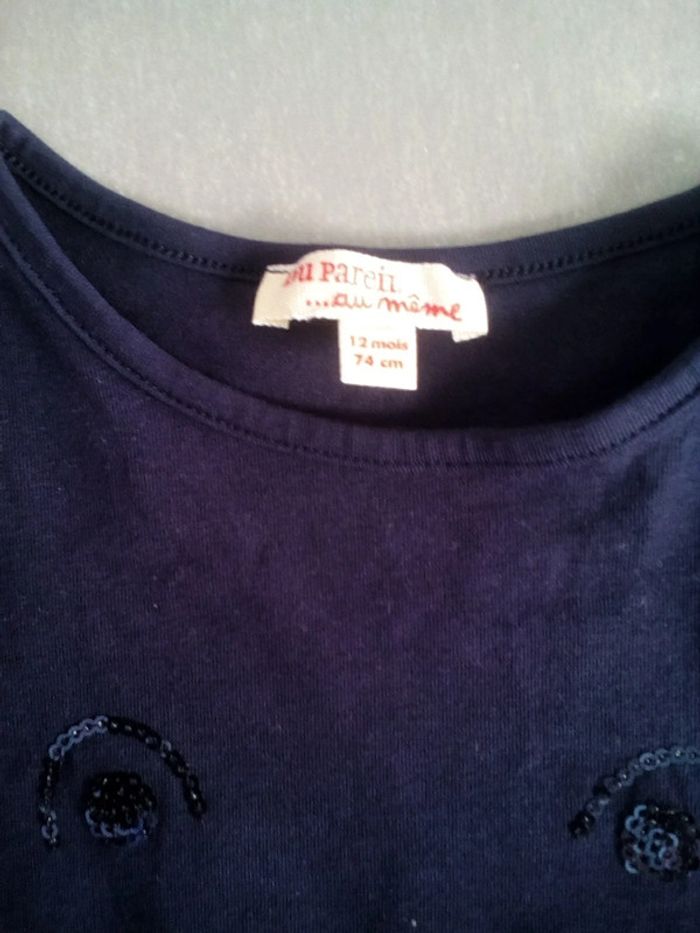 Pareil
...au même
12 mois
74 cm